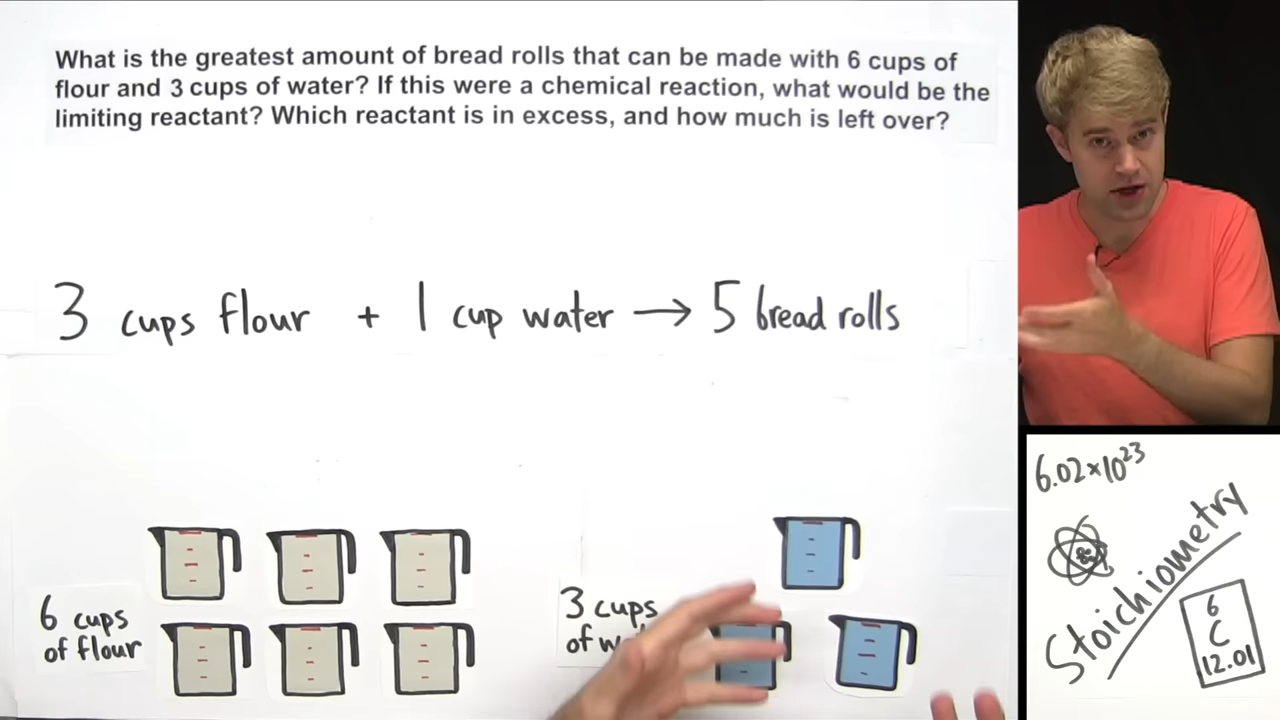 What is the greatest amount of bread rolls that can be made with 6 cups of
flour and 3 cups of water? If this were a chemical reaction, what would be the
limiting reactant? Which reactant is in excess, and how much is left over?
3 cups flour + 1 cup water → 5 bread rolls
6 cups
of flour
3 cups
of
6.02×10²³
Stoichiometry
6
C
12.01